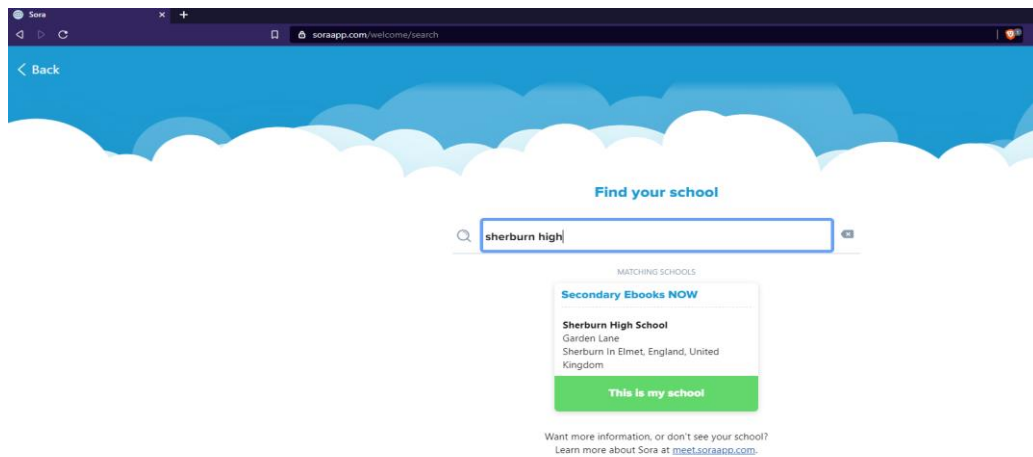 Sora
soraapp.com/welcome/search
Back
Find your school
sherburn high
MATCHING SCHOOLS
Secondary Ebooks NOW
Sherburn High School
Garden Lane
Sherburn In Elmet, England, United
Kingdom
This is my school
Want more information, or don't see your school?
Learn more about Sora at meet.soraapp.com.